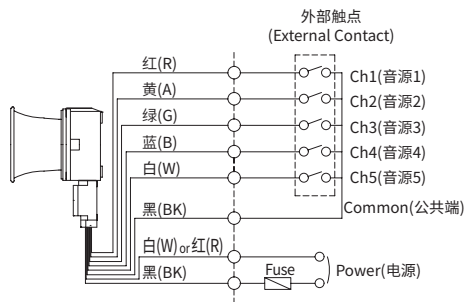 外部触点
(External Contact)
红(R)
Ch1(音源1)
黄(A)
Ch2(音源2)
绿(G)
Ch3(音源3)
蓝(B)
Ch4(音源4)
白(W)
Ch5(音源5)
黑(BK)
Common(公共端)
白(W) or 红(R)
黑(BK)
Fuse
Power(电源)